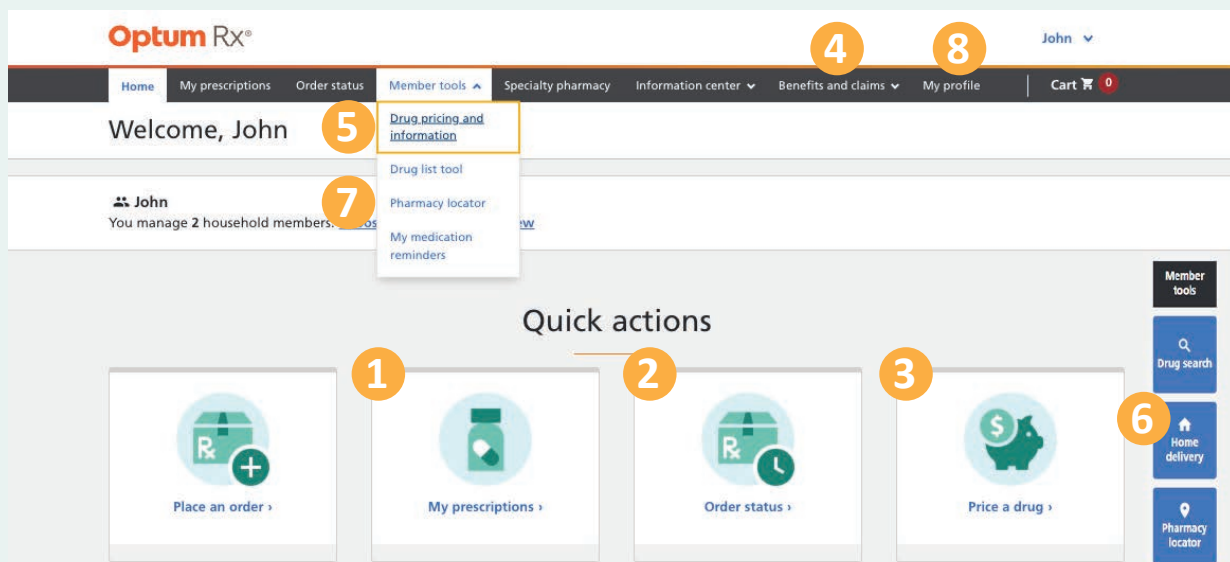 Optum Rx®
John
4
8
Home My prescriptions Order status Member tools Specialty pharmacy Information center Benefits and claims My profile Cart 0
Welcome, John
5
Drug pricing and
information
Drug list tool
7
Pharmacy locator
My medication
reminders
John
You manage 2 household members.
ew
Member
tools
Drug search
6
Home
delivery
Pharmacy
locator
Quick actions
1
2
3
Rx
Place an order ›
My prescriptions ›
Rx
Order status ›
$
Price a drug ›